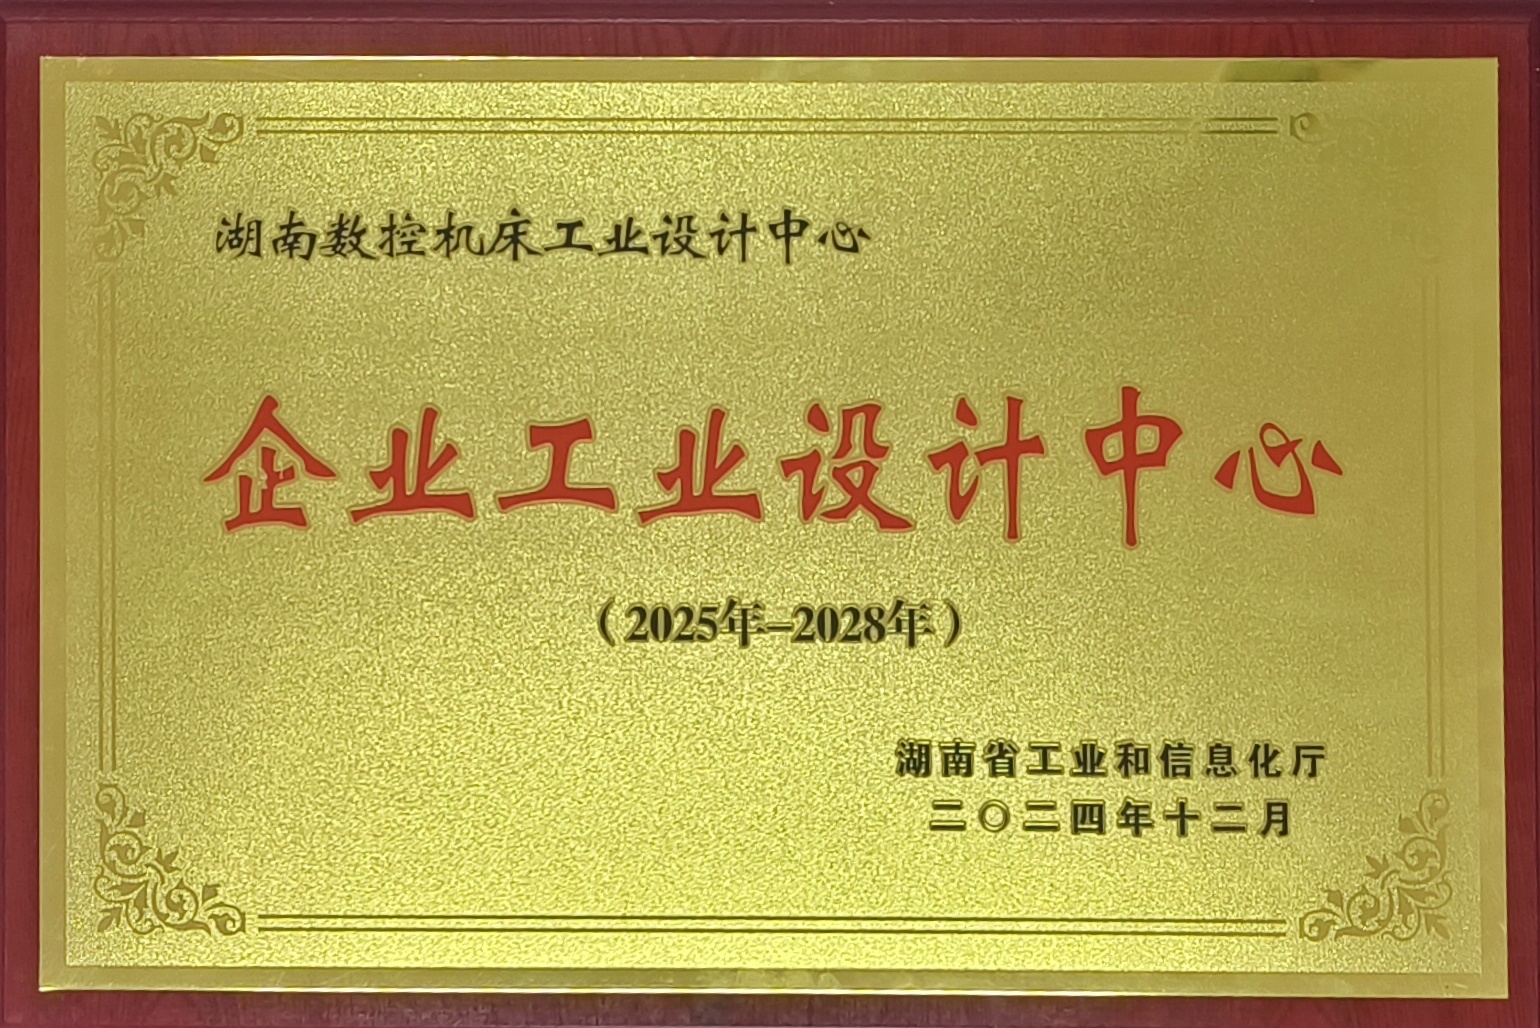 湖南数控机床工业设计中心
企业工业设计中心
（2025年–2028年）
湖南省工业和信息化厅
二〇二四年十二月